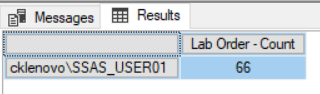 Messages Results
Lab Order - Count
cklenovo\SSAS_USER01 66